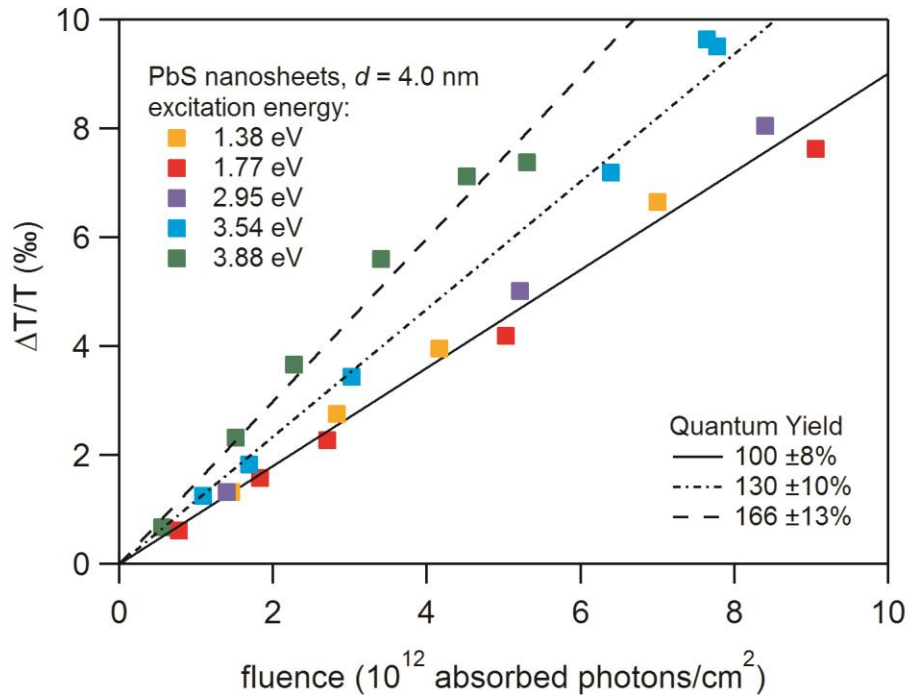 10
8
6
4
2
0
ΔT/T (‰)
PbS nanosheets, d = 4.0 nm
excitation energy:
1.38 eV
1.77 eV
2.95 eV
3.54 eV
3.88 eV
Quantum Yield
100 ±8%
130 ±10%
166 ±13%
0 2 4 6 8 10
fluence (10¹² absorbed photons/cm²)